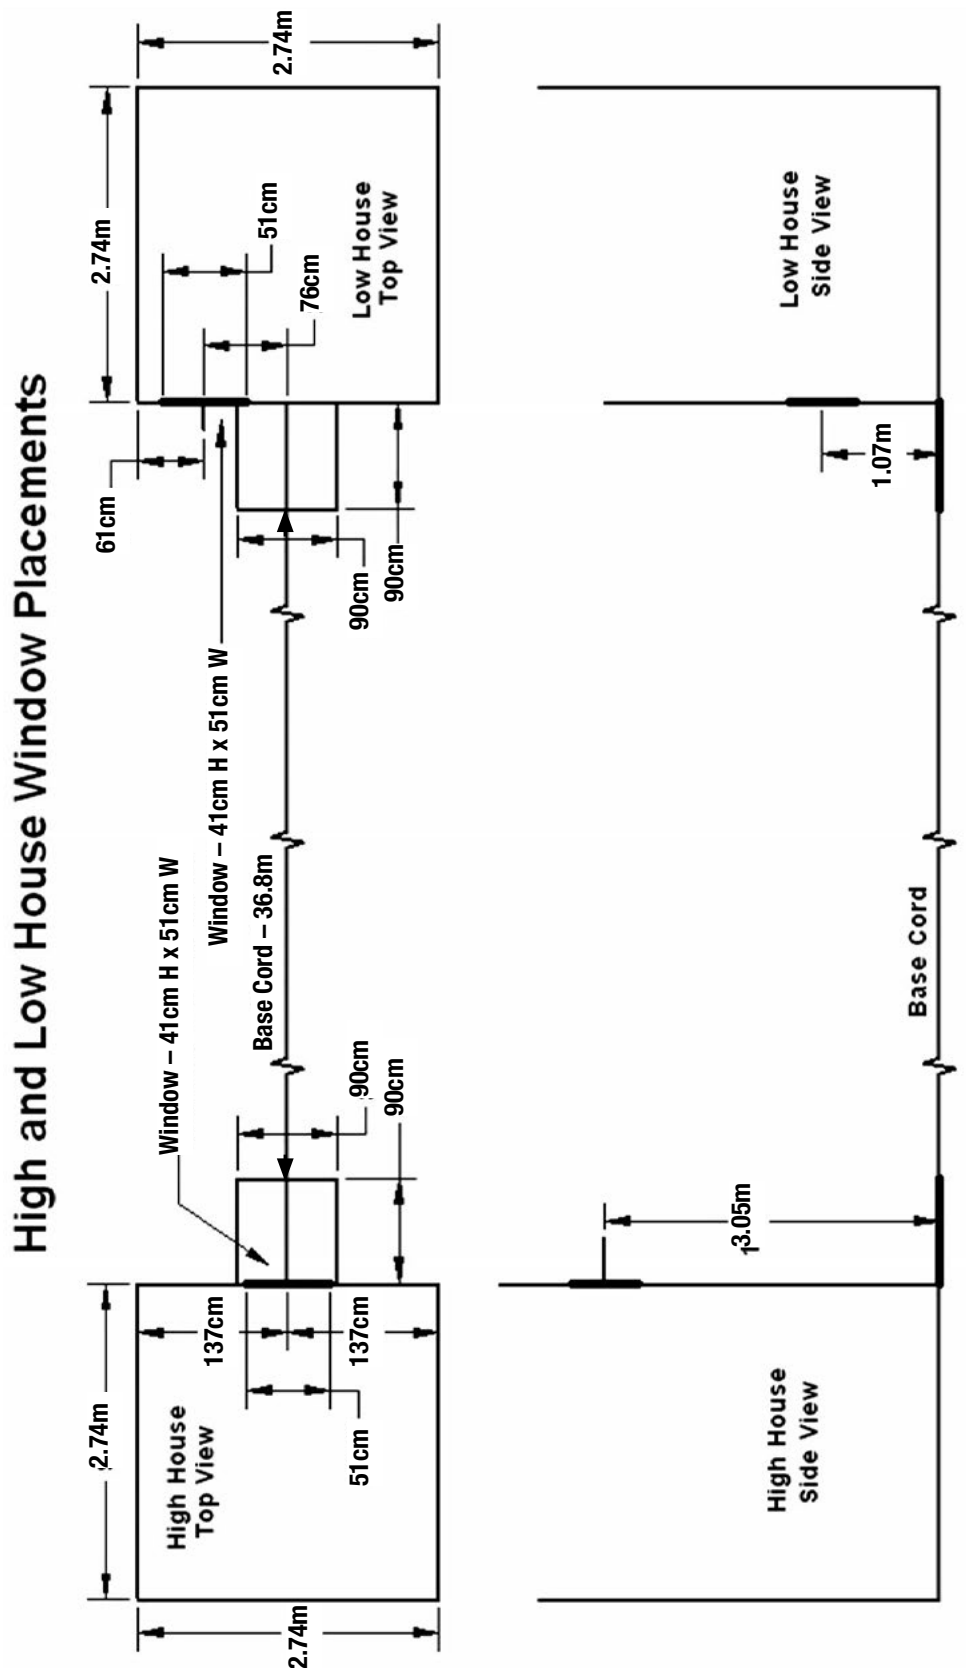 High and Low House Window Placements
2.74m
2.74m
137cm
137cm
51cm
High House
Top View
Window – 41cm H x 51cm W
90cm
90cm
Base Cord – 36.8m
Window – 41cm H x 51cm W
61cm
90cm
90cm
2.74m
51cm
76cm
Low House
Top View
2.74m
High House
Side View
3.05m
Base Cord
1.07m
Low House
Side View